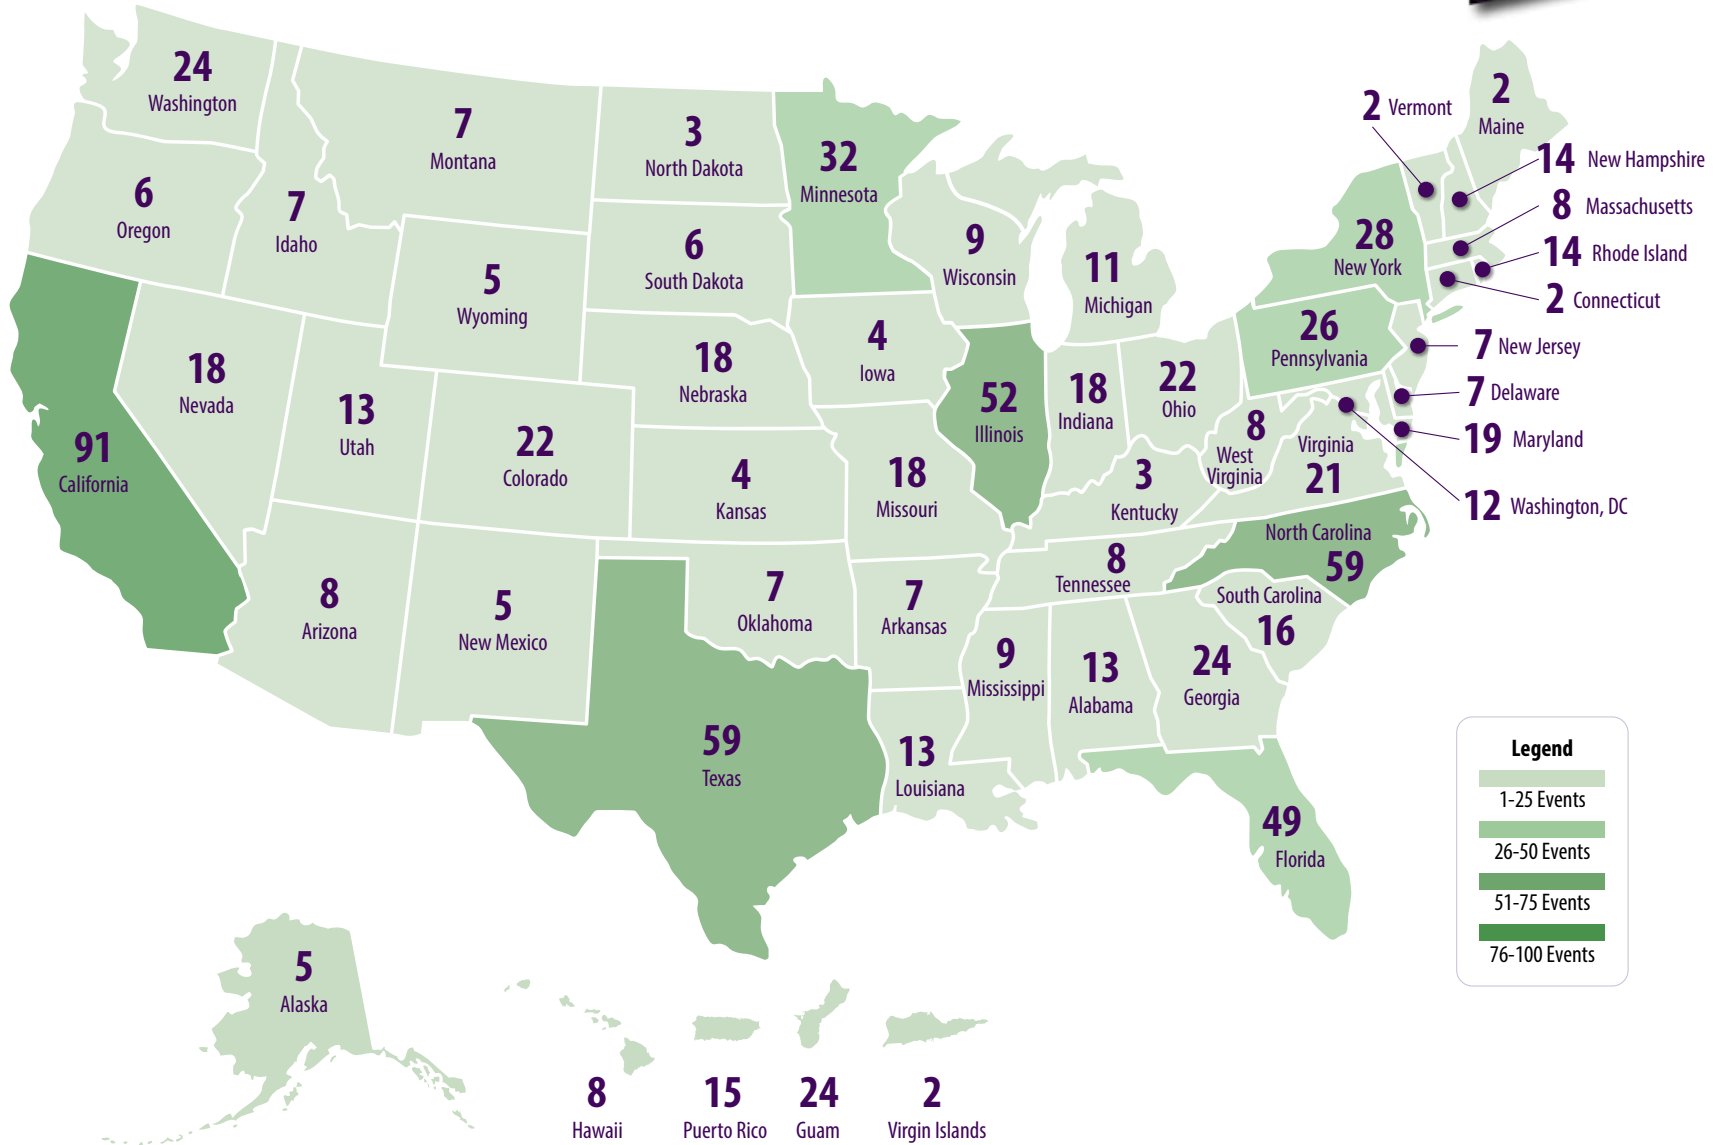 24
Washington
7
Montana
3
North Dakota
32
Minnesota
2 Vermont
2
Maine
14 New Hampshire
8 Massachusetts
14 Rhode Island
2 Connecticut
6
Oregon
7
Idaho
5
Wyoming
6
South Dakota
9
Wisconsin
11
Michigan
28
New York
26
Pennsylvania
7 New Jersey
7 Delaware
19 Maryland
12 Washington, DC
91
California
18
Nevada
13
Utah
22
Colorado
18
Nebraska
4
Iowa
52
Illinois
18
Indiana
22
Ohio
8
West
Virginia
Virginia
21
4
Kansas
18
Missouri
3
Kentucky
North Carolina
59
8
Tennessee
South Carolina
16
8
Arizona
5
New Mexico
7
Oklahoma
7
Arkansas
9
Mississippi
13
Alabama
24
Georgia
59
Texas
13
Louisiana
49
Florida
Legend
1-25 Events
26-50 Events
51-75 Events
76-100 Events
5
Alaska
8
Hawaii
15
Puerto Rico
24
Guam
2
Virgin Islands